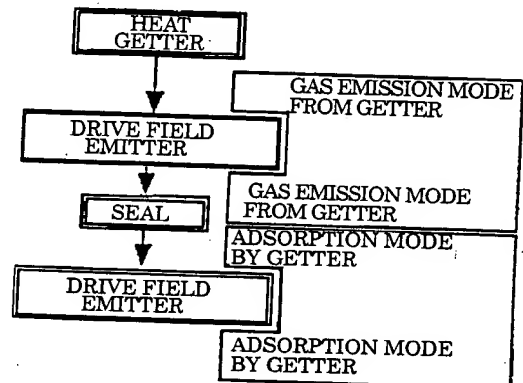 HEAT
GETTER
GAS EMISSION MODE
FROM GETTER
DRIVE FIELD
EMITTER
GAS EMISSION MODE
FROM GETTER
SEAL
ADSORPTION MODE
BY GETTER
DRIVE FIELD
EMITTER
ADSORPTION MODE
BY GETTER